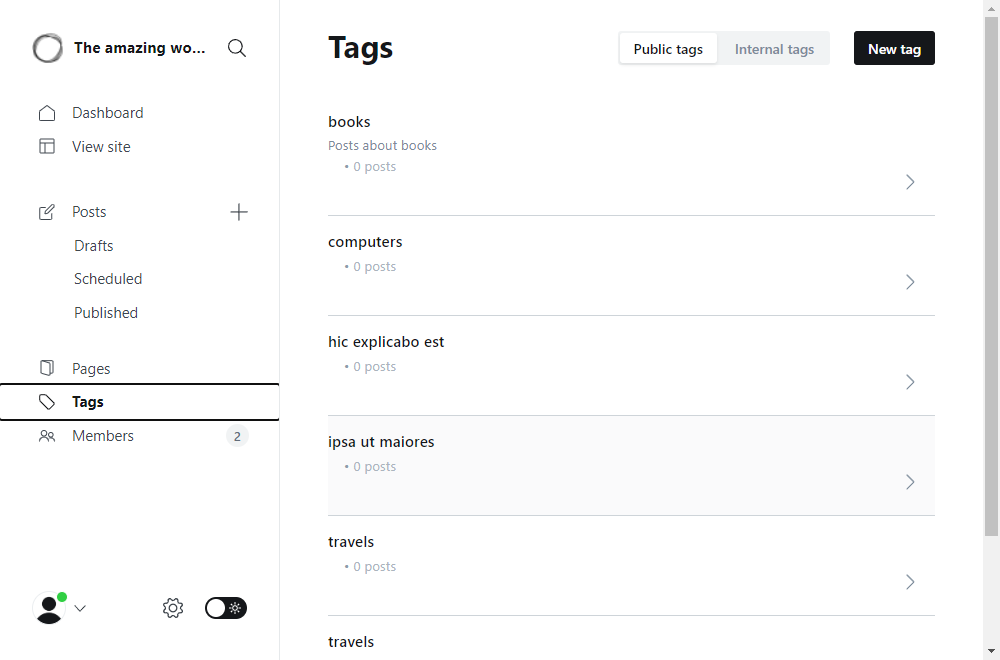 The amazing wo...
Dashboard
View site
Posts
Drafts
Scheduled
Published
Pages
Tags
Members 2
Tags
Public tags Internal tags New tag
books
Posts about books
• 0 posts
computers
• 0 posts
hic explicabo est
• 0 posts
ipsa ut maiores
• 0 posts
travels
• 0 posts
travels